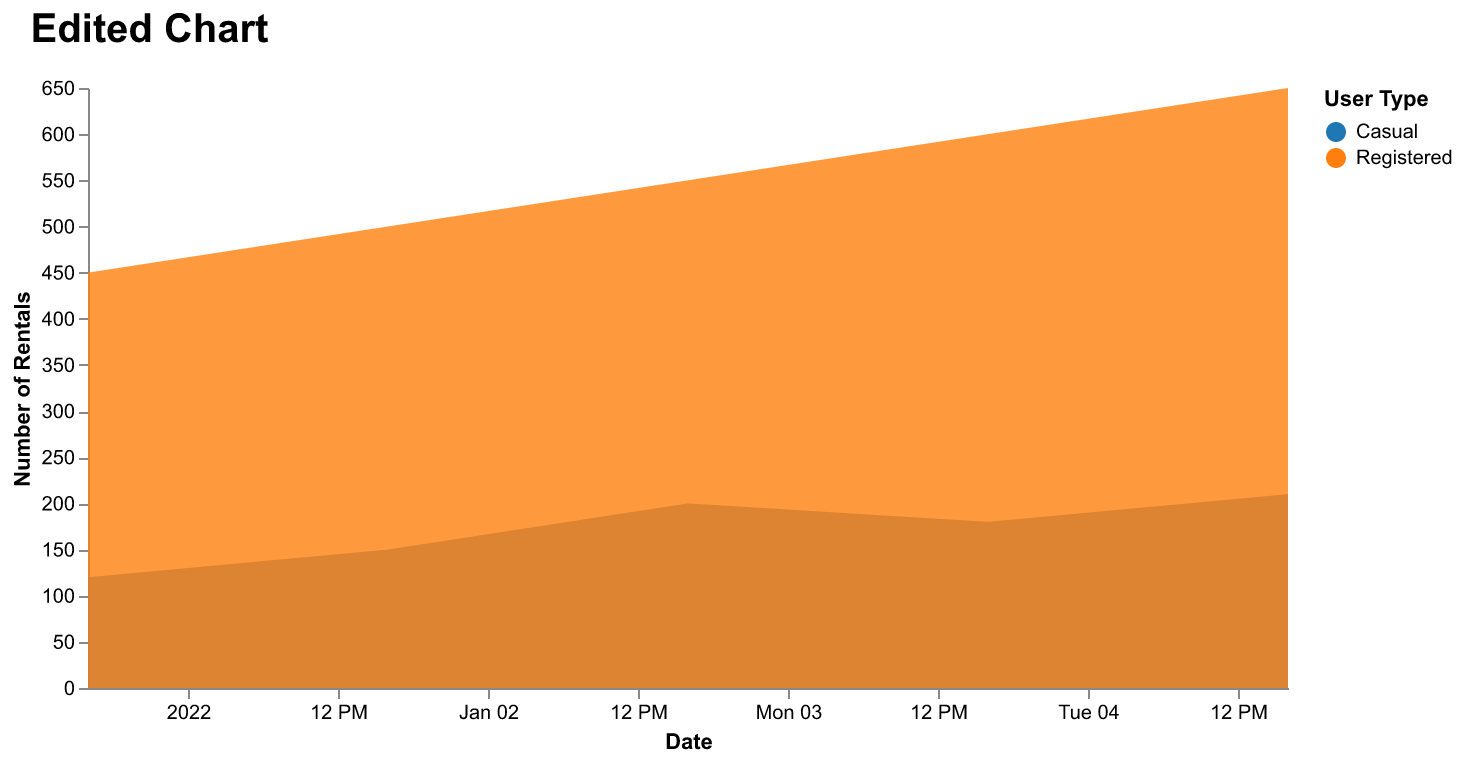 Edited Chart
650
600
550
500
450
400
350
300
250
200
150
100
50
0
Number of Rentals
2022
12 PM
Jan 02
12 PM
Mon 03
12 PM
Tue 04
12 PM
Date
User Type
Casual
Registered